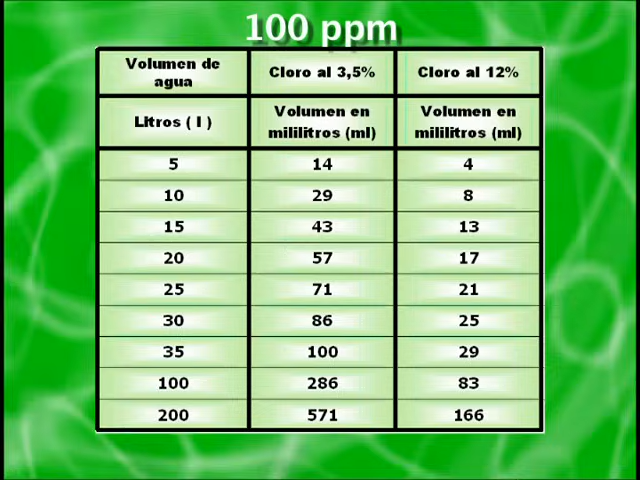 100 ppm
Volumen de agua | Cloro al 3,5% | Cloro al 12%
Litros ( l ) | Volumen en mililitros (ml) | Volumen en mililitros (ml)
5 | 14 | 4
10 | 29 | 8
15 | 43 | 13
20 | 57 | 17
25 | 71 | 21
30 | 86 | 25
35 | 100 | 29
100 | 286 | 83
200 | 571 | 166